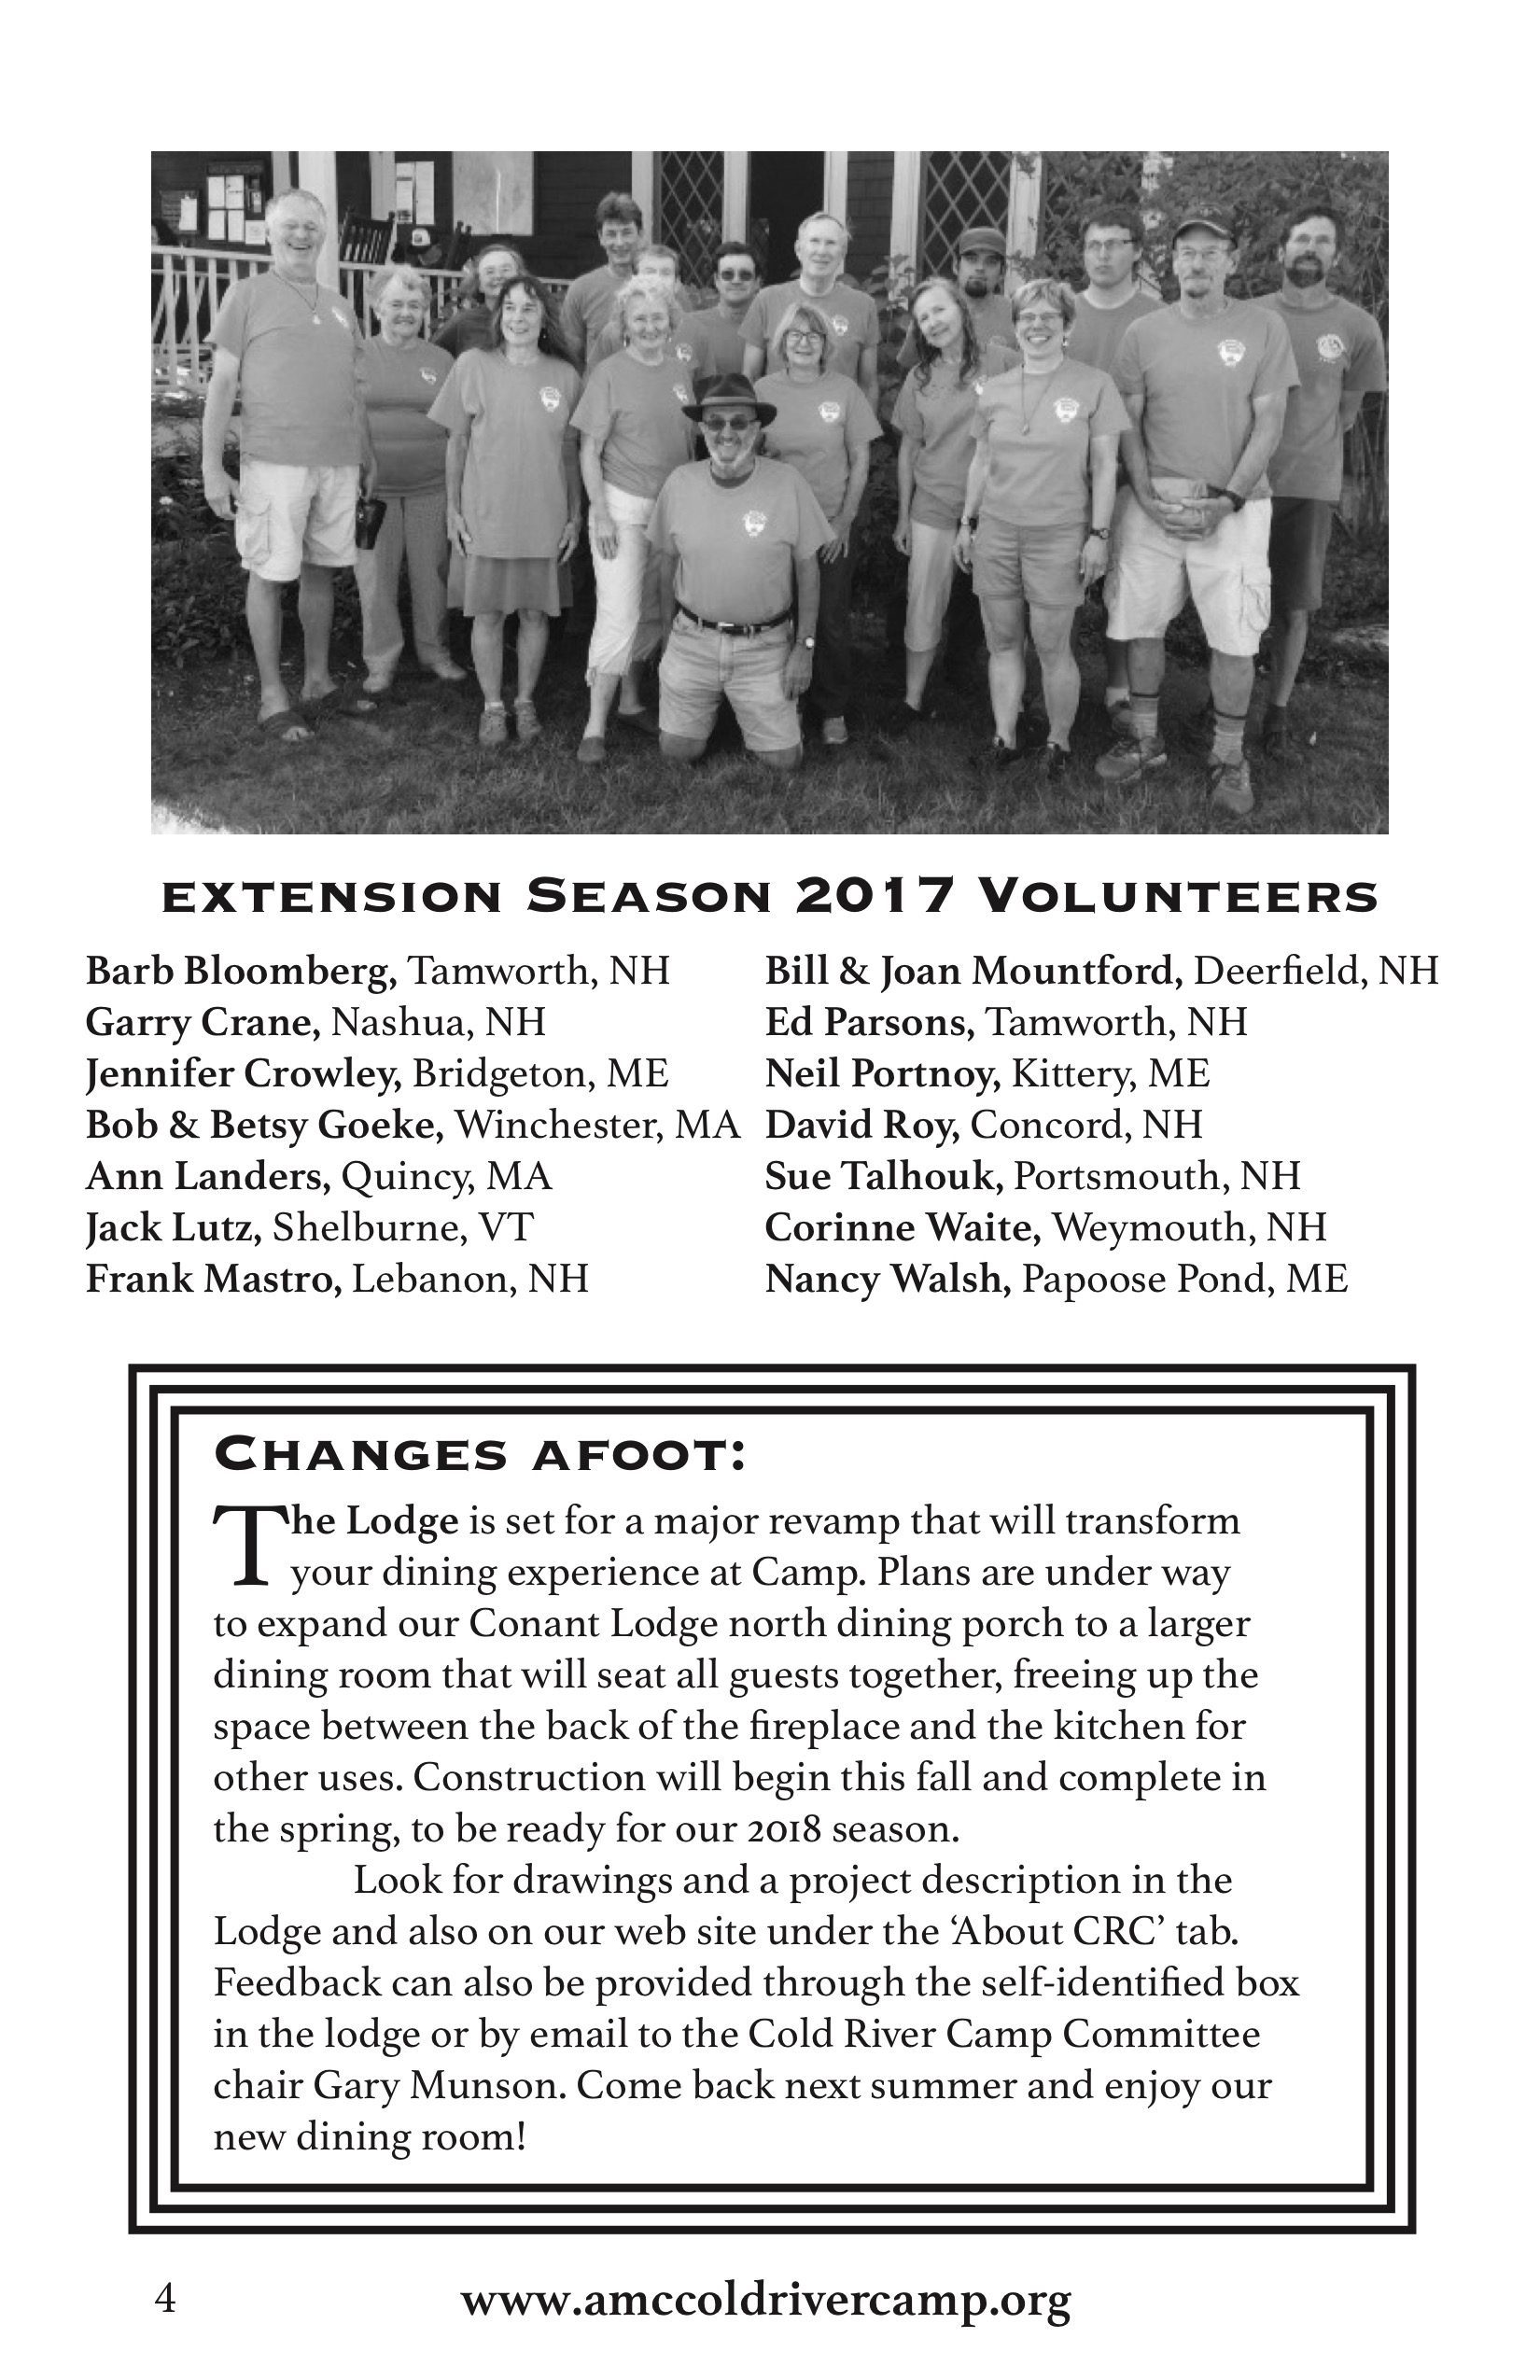 EXTENSION SEASON 2017 VOLUNTEERS
Barb Bloomberg, Tamworth, NH
Garry Crane, Nashua, NH
Jennifer Crowley, Bridgeton, ME
Bob & Betsy Goeke, Winchester, MA
Ann Landers, Quincy, MA
Jack Lutz, Shelburne, VT
Frank Mastro, Lebanon, NH
Bill & Joan Mountford, Deerfield, NH
Ed Parsons, Tamworth, NH
Neil Portnoy, Kittery, ME
David Roy, Concord, NH
Sue Talhouk, Portsmouth, NH
Corinne Waite, Weymouth, NH
Nancy Walsh, Papoose Pond, ME
CHANGES AFOOT:
The Lodge is set for a major revamp that will transform
your dining experience at Camp. Plans are under way
to expand our Conant Lodge north dining porch to a larger
dining room that will seat all guests together, freeing up the
space between the back of the fireplace and the kitchen for
other uses. Construction will begin this fall and complete in
the spring, to be ready for our 2018 season.
Look for drawings and a project description in the
Lodge and also on our web site under the ‘About CRC’ tab.
Feedback can also be provided through the self-identified box
in the lodge or by email to the Cold River Camp Committee
chair Gary Munson. Come back next summer and enjoy our
new dining room!
4 www.amccoldrivercamp.org